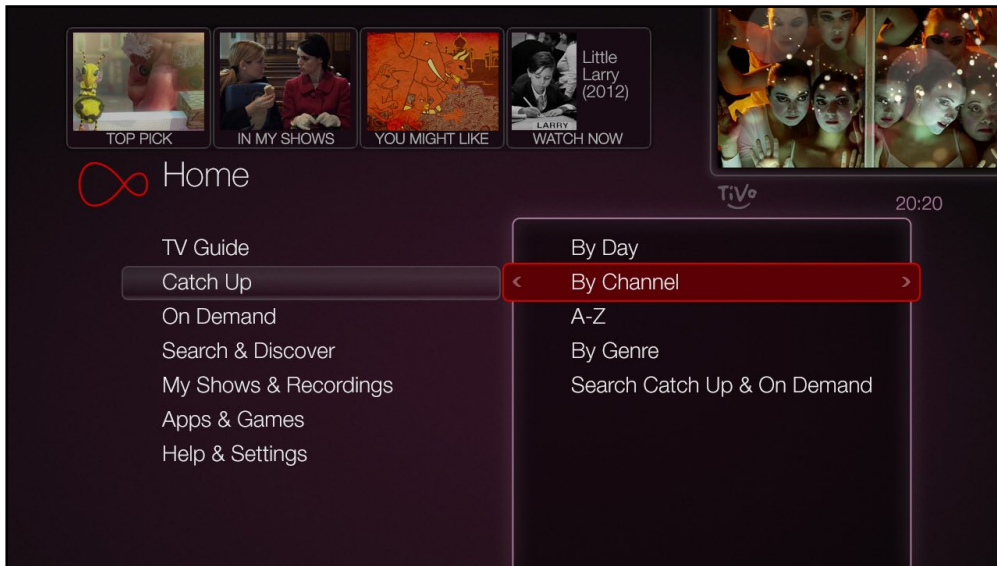 Little
Larry
(2012)
LARRY
TOP PICK
IN MY SHOWS
YOU MIGHT LIKE
WATCH NOW
Home
TiVo
20:20
TV Guide
Catch Up
On Demand
Search & Discover
My Shows & Recordings
Apps & Games
Help & Settings
By Day
By Channel
A-Z
By Genre
Search Catch Up & On Demand